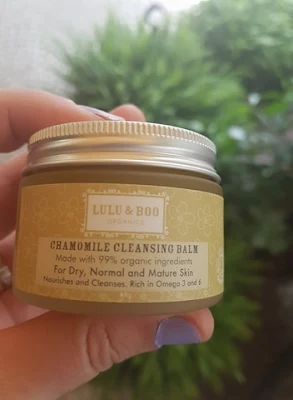 LULU & BOO
ORGANICS
CHAMOMILE CLEANSING BALM
Made with 99% organic ingredients
For Dry, Normal and Mature Skin
Nourishes and Cleanses. Rich in Omega 3 and 6